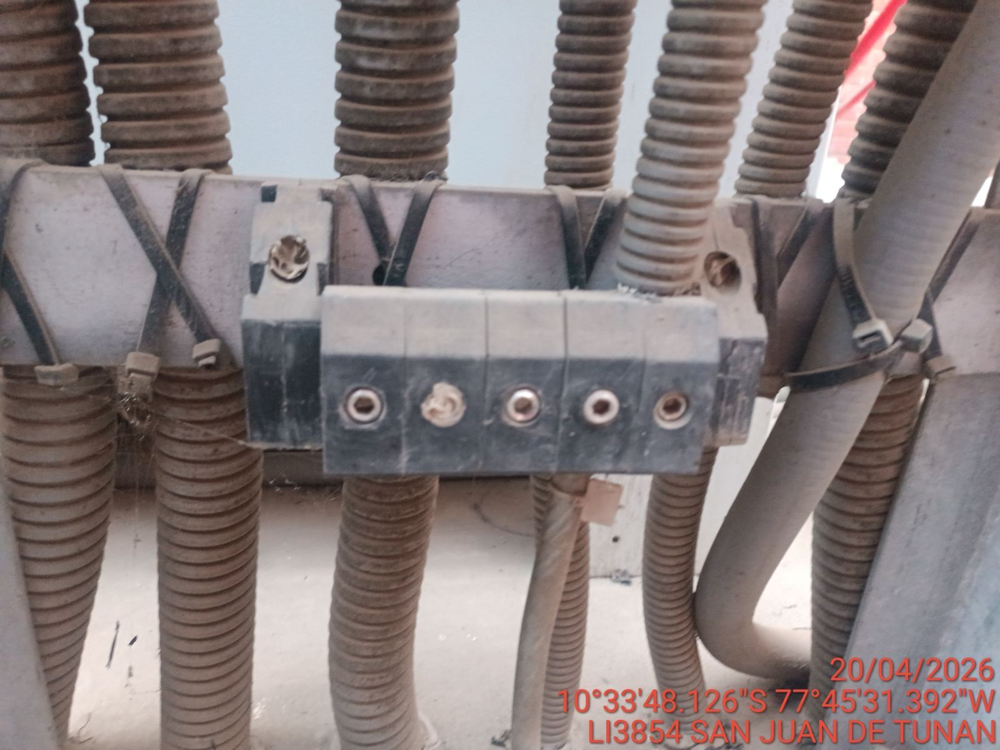 20/04/2026
10°33'48.126"S 77°45'31.392"W
LI3854 SAN JUAN DE TUNAN